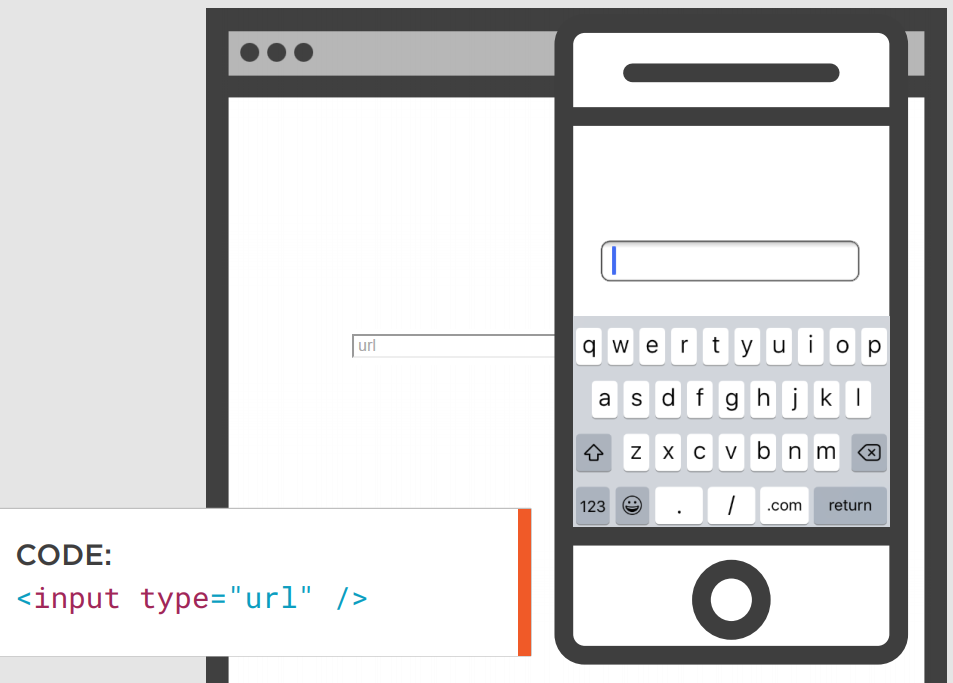 url
q w e r t y u i o p
a s d f g h j k l
z x c v b n m
123 . / .com return
CODE:
<input type="url" />